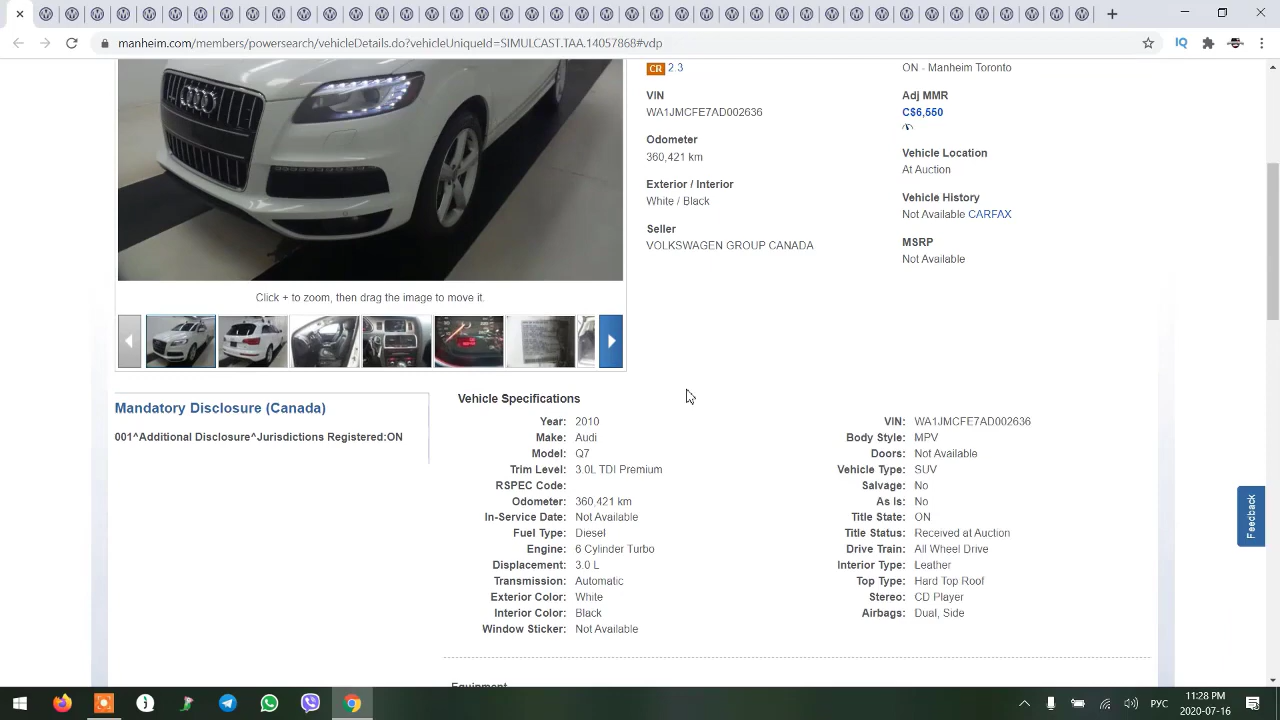 manheim.com/powersearch/vdp/vehicleDetails.do?vehicleUniqueId=SIMULCAST.TAA.14057868#vdp
IQ
CR 2.3
ON - Manheim Toronto
VIN
WA1JMCFE7AD002636
Adj MMR
C$6,550
Odometer
360,421 km
Vehicle Location
At Auction
Exterior / Interior
White / Black
Vehicle History
Not Available CARFAX
Seller
VOLKSWAGEN GROUP CANADA
MSRP
Not Available
Click + to zoom, then drag the image to move it.
Mandatory Disclosure (Canada)
001^Additional Disclosure^Jurisdictions Registered:ON
Vehicle Specifications
Year: 2010
Make: Audi
Model: Q7
Trim Level: 3.0L TDI Premium
RSPEC Code:
Odometer: 360,421 km
In-Service Date: Not Available
Fuel Type: Diesel
Engine: 6 Cylinder Turbo
Displacement: 3.0 L
Transmission: Automatic
Exterior Color: White
Interior Color: Black
Window Sticker: Not Available
VIN: WA1JMCFE7AD002636
Body Style: MPV
Doors: Not Available
Vehicle Type: SUV
Salvage: No
As Is: No
Title State: ON
Title Status: Received at Auction
Drive Train: All Wheel Drive
Interior Type: Leather
Top Type: Hard Top Roof
Stereo: CD Player
Airbags: Dual, Side
Equipment
Feedback
РУС
11:28 PM
2020-07-16